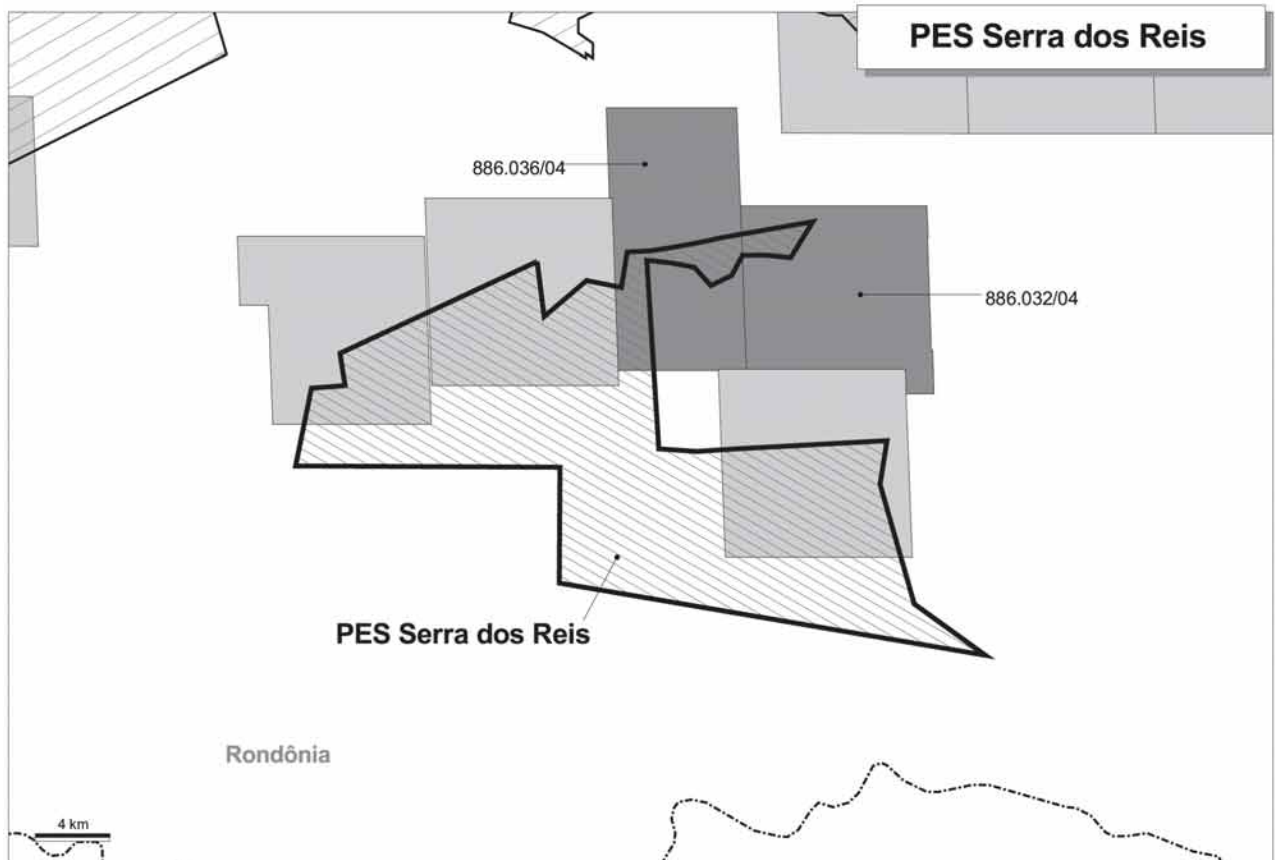 PES Serra dos Reis
886.036/04
886.032/04
PES Serra dos Reis
Rondônia
4 km